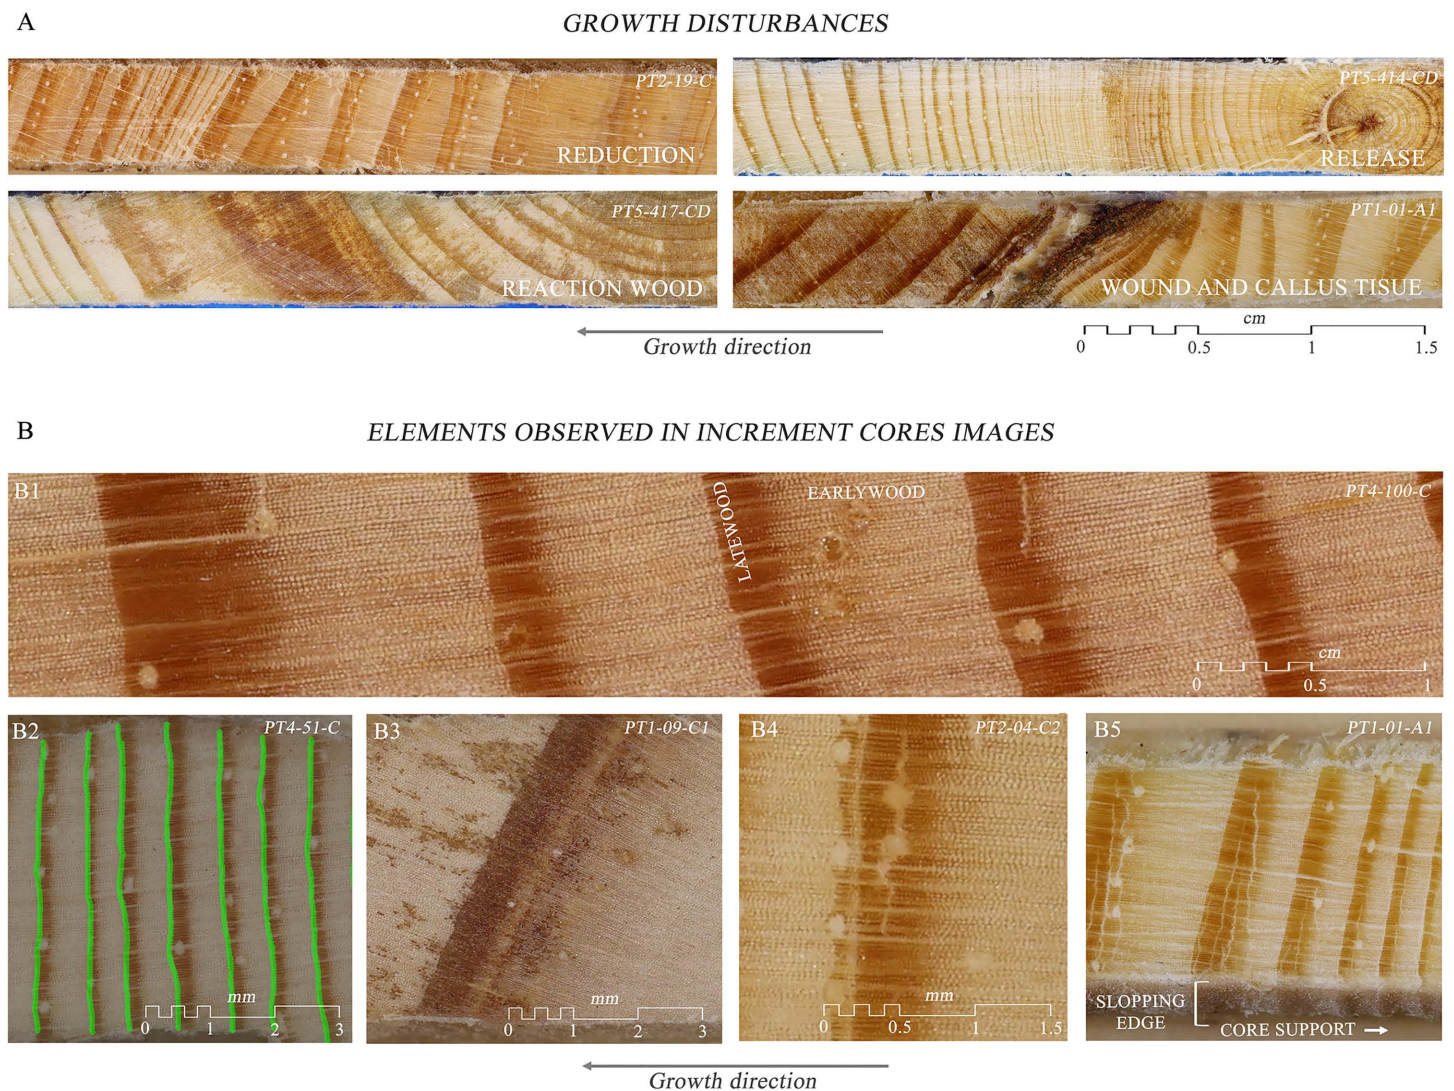 A
GROWTH DISTURBANCES
PT2-19-C
REDUCTION
PT5-414-CD
RELEASE
PT5-417-CD
REACTION WOOD
PT1-01-A1
WOUND AND CALLUS TISUE
Growth direction
cm
0 0.5 1 1.5
B
ELEMENTS OBSERVED IN INCREMENT CORES IMAGES
B1
LATEWOOD
EARLYWOOD
PT4-100-C
cm
0 0.5 1
B2
PT4-51-C
mm
0 1 2 3
B3
PT1-09-C1
mm
0 1 2 3
B4
PT2-04-C2
mm
0 0.5 1 1.5
B5
PT1-01-A1
SLOPPING
EDGE
CORE SUPPORT
Growth direction